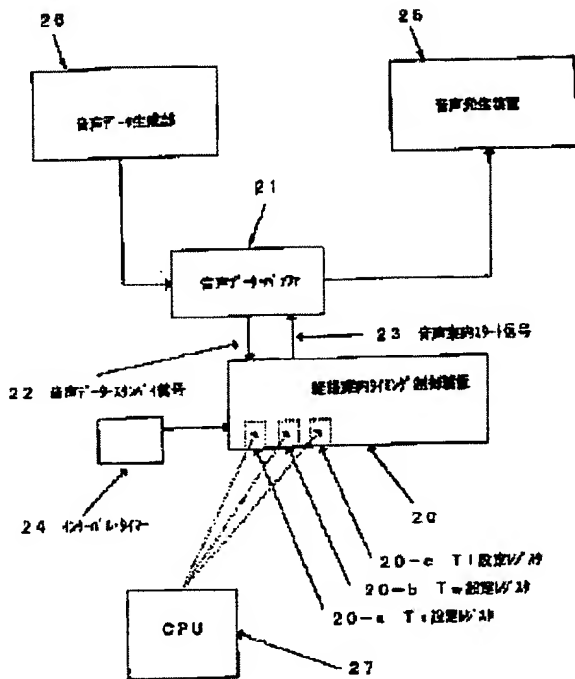 26
25
音声データ生成部
音声発生装置
21
音声データ・バッファ
23 音声案内スタート信号
22 音声データ・スタンバイ信号
経路案内タイミング制御装置
24 インターバル・タイマー
20
20-c Tl設定レジスタ
20-b Tw設定レジスタ
20-a 設定レジスタ
CPU
27